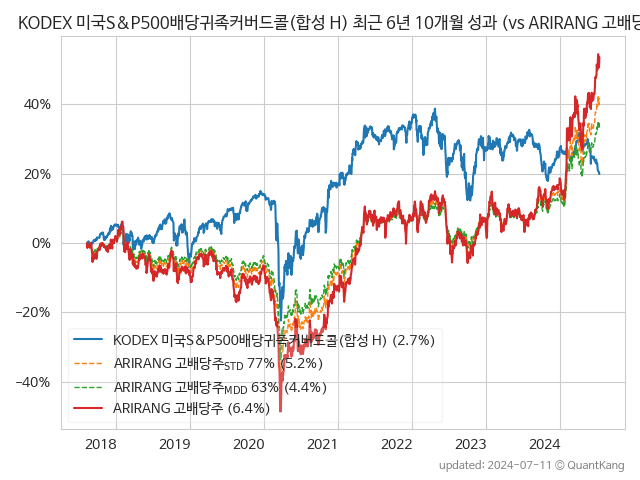 KODEX 미국S&P500배당귀족커버드콜(합성 H) 최근 6년 10개월 성과 (vs ARIRANG 고배당
40%
30%
20%
0%
−20%
−40%
KODEX 미국S&P500배당귀족커버드콜(합성 H) (2.7%)
ARIRANG 고배당주STD 77% (5.2%)
ARIRANG 고배당주MDD 63% (4.4%)
ARIRANG 고배당주 (6.4%)
2018 2019 2020 2021 2022 2023 2024
updated: 2024-07-11 © QuantKang